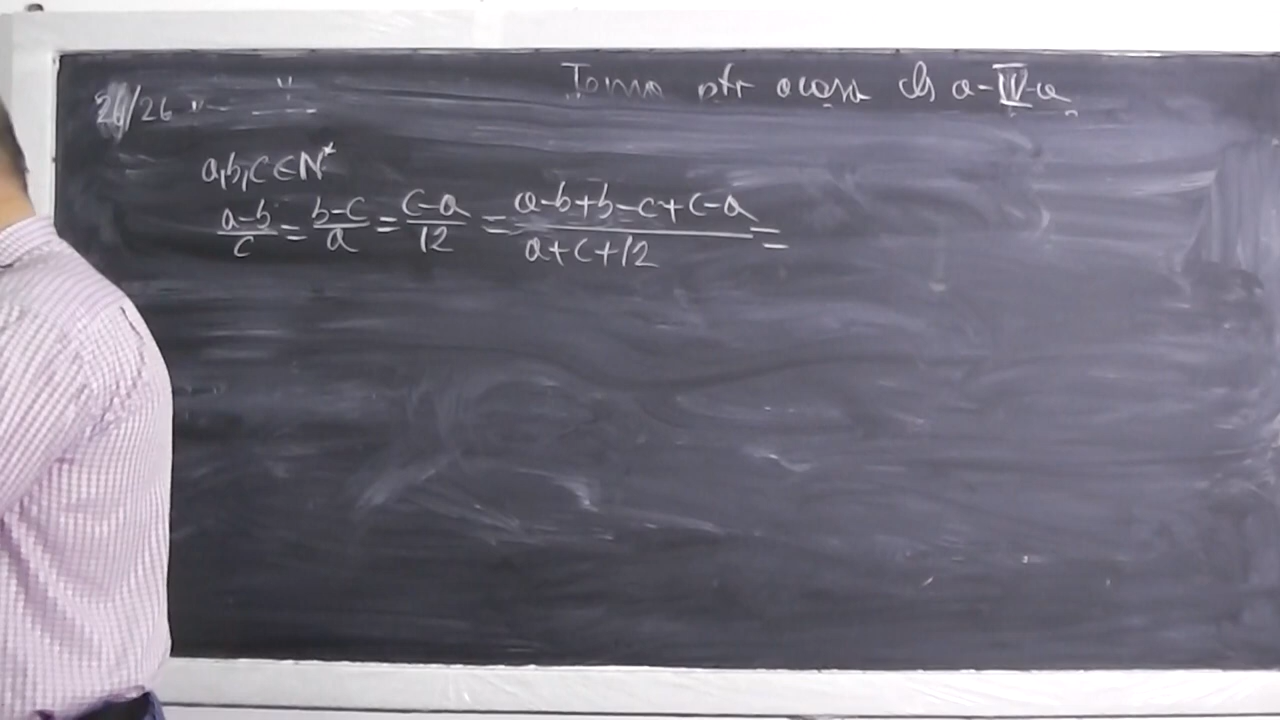 Tema ptr acasă cls a-IV-a
26/26 "- "
a,b,c ∈ N*
a-b/c = b-c/a = c-a/12 = a-b+b-c+c-a/a+c+12 =